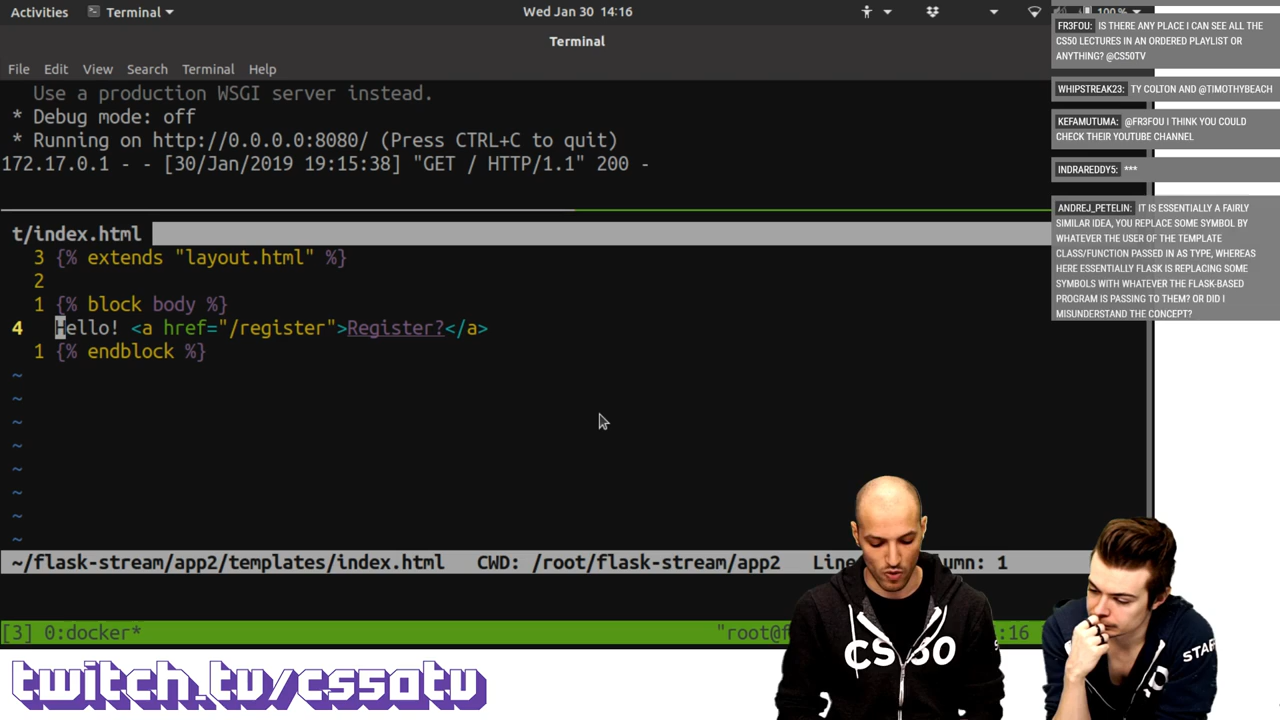 Activities Terminal Wed Jan 30 14:16 100%
Terminal
File Edit View Search Terminal Help
Use a production WSGI server instead.
* Debug mode: off
* Running on http://0.0.0.0:8080/ (Press CTRL+C to quit)
172.17.0.1 - - [30/Jan/2019 19:15:38] "GET / HTTP/1.1" 200 -
t/index.html
3 {% extends "layout.html" %}
2
1 {% block body %}
4 Hello! <a href="/register">Register?</a>
1 {% endblock %}
~
~
~
~
~
~
~
~
~/flask-stream/app2/templates/index.html CWD: /root/flask-stream/app2 Line umn: 1
[3] 0:docker* "root@f :16
twitch.tv/cs50tv
FR3FOU: IS THERE ANY PLACE I CAN SEE ALL THE
CS50 LECTURES IN AN ORDERED PLAYLIST OR
ANYTHING? @CS50TV
WHIPSTREAK23: TY COLTON AND @TIMOTHYBEACH
KEFAMUTUMA: @FR3FOU I THINK YOU COULD
CHECK THEIR YOUTUBE CHANNEL
INDRAREDDY5: ***
ANDREJ_PETELIN: IT IS ESSENTIALLY A FAIRLY
SIMILAR IDEA, YOU REPLACE SOME SYMBOL BY
WHATEVER THE USER OF THE TEMPLATE
CLASS/FUNCTION PASSED IN AS TYPE, WHEREAS
HERE ESSENTIALLY FLASK IS REPLACING SOME
SYMBOLS WITH WHATEVER THE FLASK-BASED
PROGRAM IS PASSING TO THEM? OR DID I
MISUNDERSTAND THE CONCEPT?
CS50
STAF